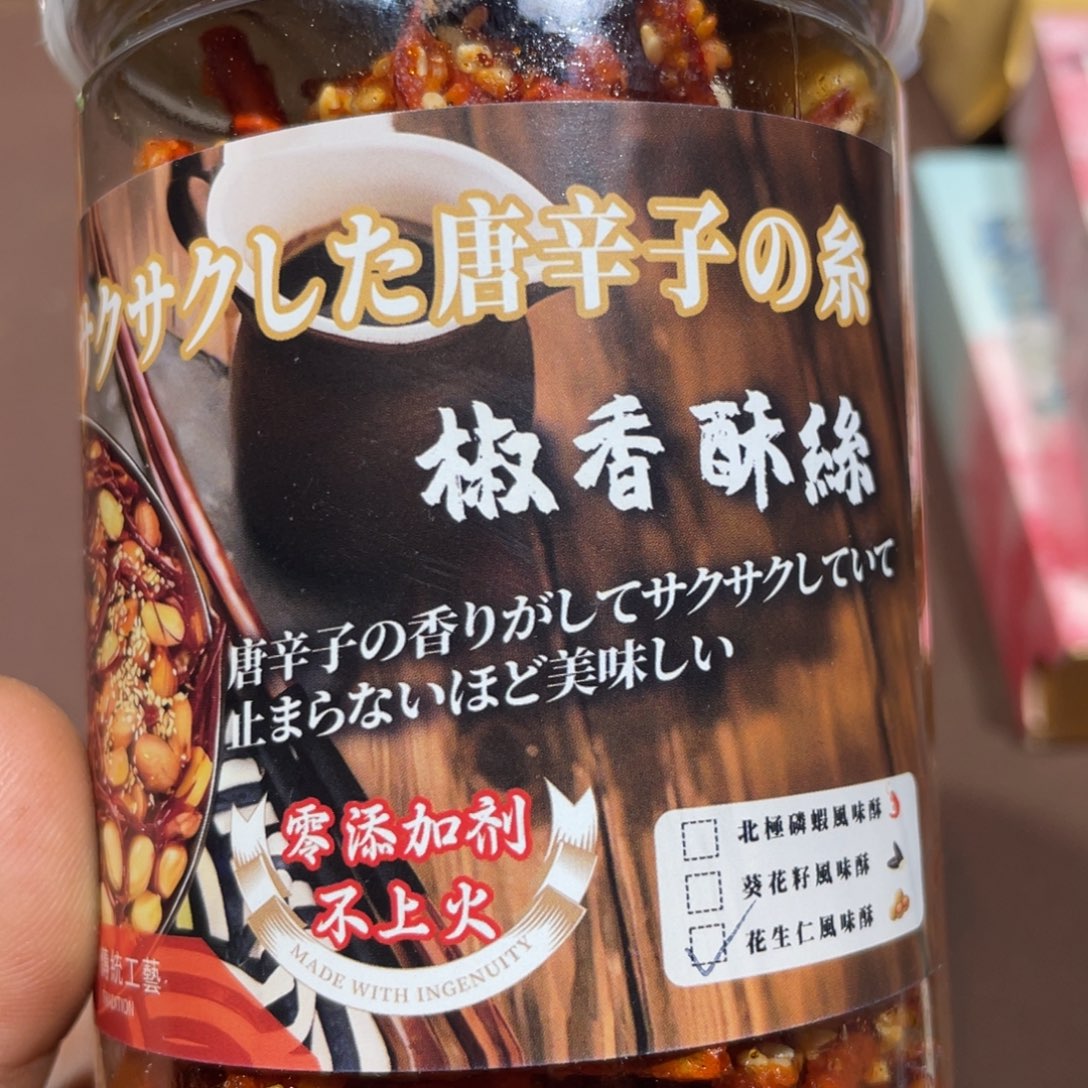 サクサクした唐辛子の糸
椒香酥絲
唐辛子の香りがしてサクサクしていて
止まらないほど美味しい
零添加剂
不上火
MADE WITH INGENUITY
北極磷蝦風味酥
葵花籽風味酥
花生仁風味酥
傳統工藝
TRADITION